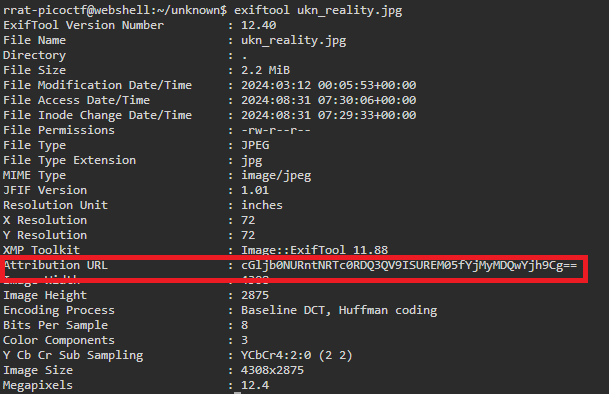 rrat-picoctf@webshell:~/unknown$ exiftool ukn_reality.jpg
ExifTool Version Number : 12.40
File Name : ukn_reality.jpg
Directory : .
File Size : 2.2 MiB
File Modification Date/Time : 2024:03:12 00:05:53+00:00
File Access Date/Time : 2024:08:31 07:30:06+00:00
File Inode Change Date/Time : 2024:08:31 07:29:33+00:00
File Permissions : -rw-r--r--
File Type : JPEG
File Type Extension : jpg
MIME Type : image/jpeg
JFIF Version : 1.01
Resolution Unit : inches
X Resolution : 72
Y Resolution : 72
XMP Toolkit : Image::ExifTool 11.88
Attribution URL : cGljb0NURntNRTc0RDQ3QV9ISUREM05fYjMyMDQwYjh9Cg==
Image Width : 4308
Image Height : 2875
Encoding Process : Baseline DCT, Huffman coding
Bits Per Sample : 8
Color Components : 3
Y Cb Cr Sub Sampling : YCbCr4:2:0 (2 2)
Image Size : 4308x2875
Megapixels : 12.4